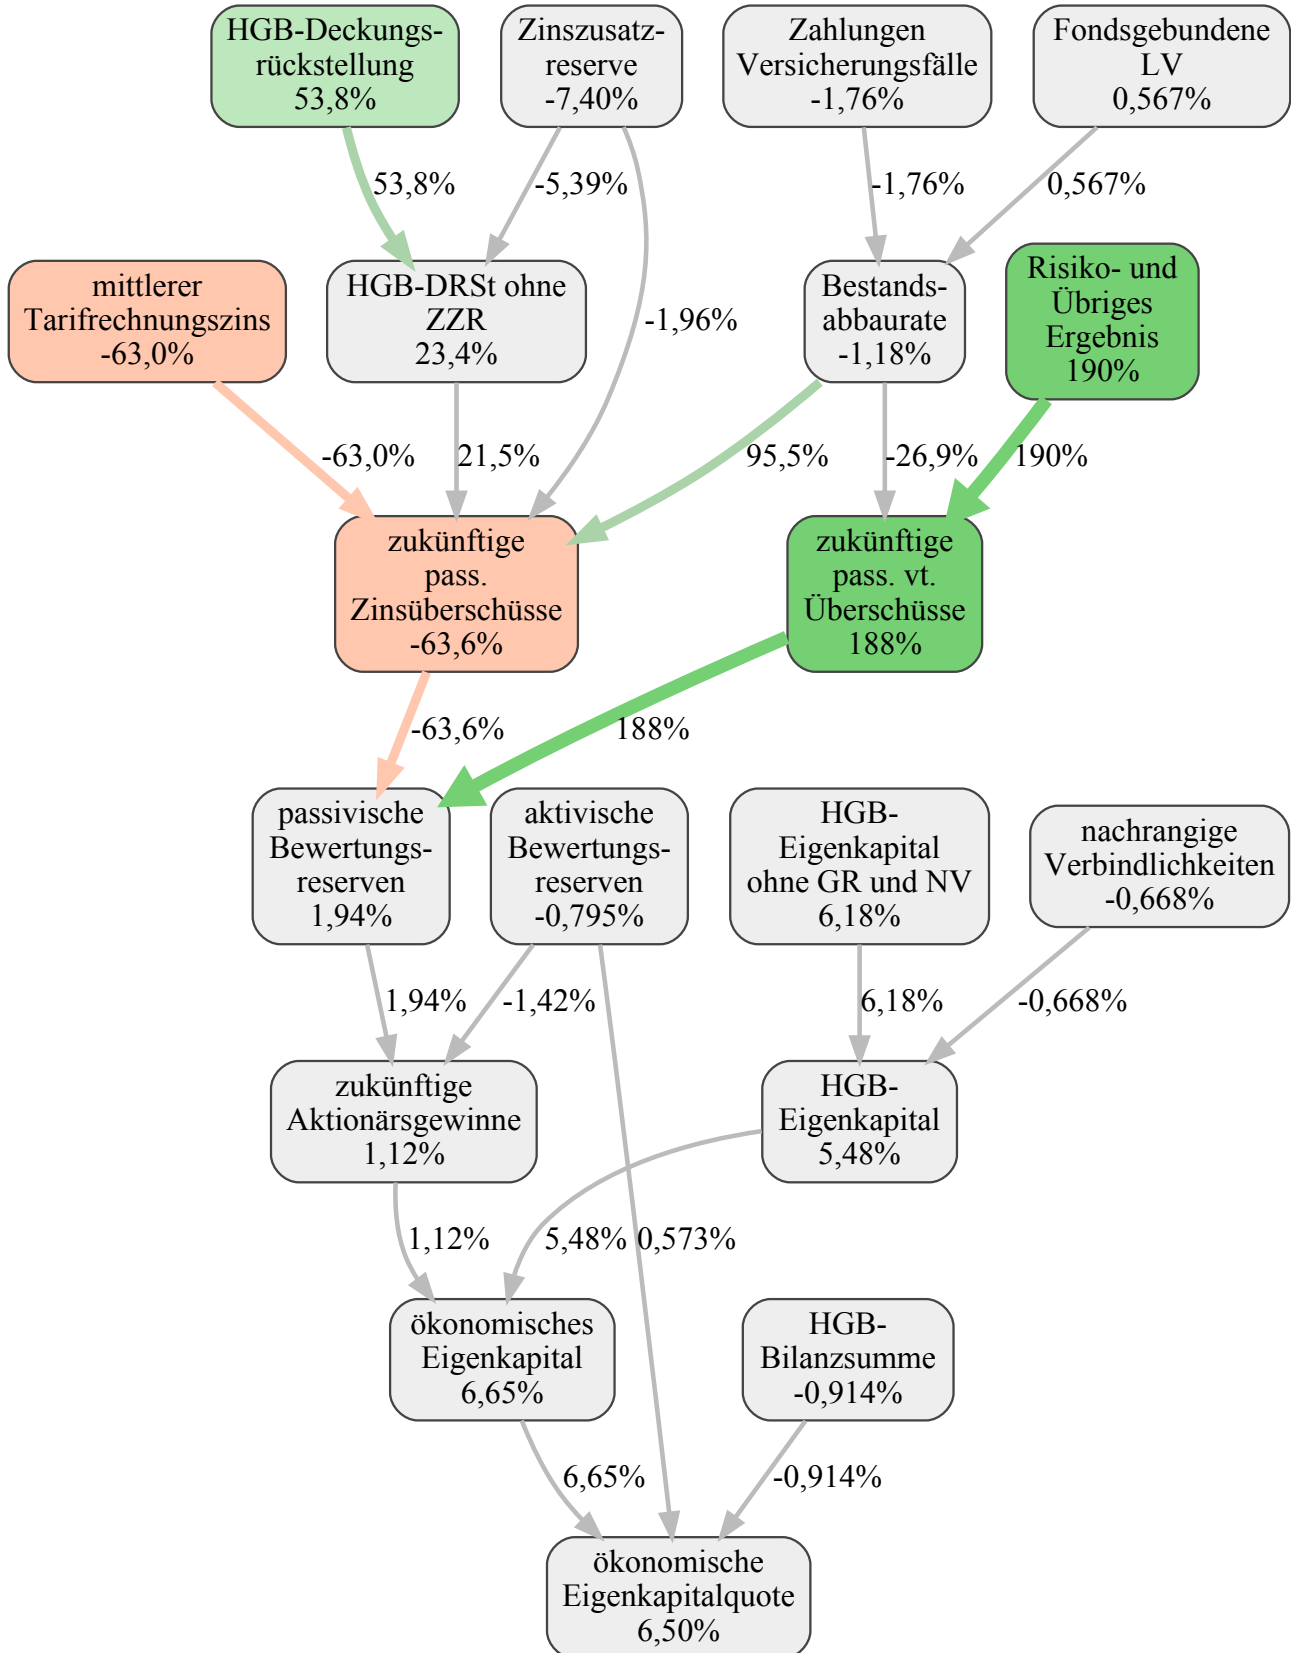 HGB-Deckungs-
rückstellung
53,8%
Zinszusatz-
reserve
-7,40%
Zahlungen
Versicherungsfälle
-1,76%
Fondsgebundene
LV
0,567%
53,8%
-5,39%
-1,76%
0,567%
mittlerer
Tarifrechnungszins
-63,0%
HGB-DRSt ohne
ZZR
23,4%
-1,96%
Bestands-
abbaurate
-1,18%
Risiko- und
Übriges
Ergebnis
190%
-63,0%
21,5%
95,5%
-26,9%
190%
zukünftige
pass.
Zinsüberschüsse
-63,6%
zukünftige
pass. vt.
Überschüsse
188%
-63,6%
188%
passivische
Bewertungs-
reserven
1,94%
aktivische
Bewertungs-
reserven
-0,795%
HGB-
Eigenkapital
ohne GR und NV
6,18%
nachrangige
Verbindlichkeiten
-0,668%
1,94%
-1,42%
6,18%
-0,668%
zukünftige
Aktionärsgewinne
1,12%
HGB-
Eigenkapital
5,48%
1,12%
5,48%
0,573%
ökonomisches
Eigenkapital
6,65%
HGB-
Bilanzsumme
-0,914%
6,65%
-0,914%
ökonomische
Eigenkapitalquote
6,50%